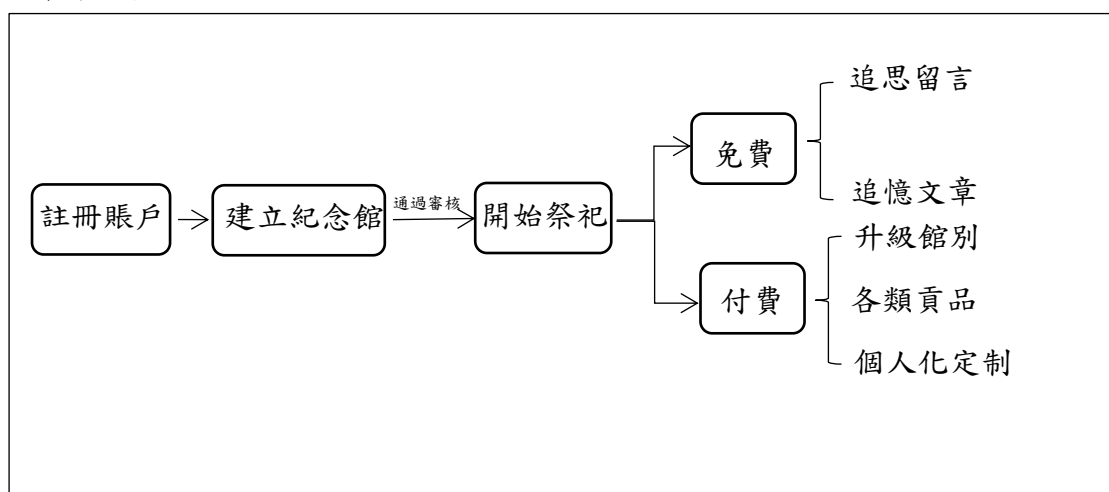 註冊賬戶
建立紀念館
通過審核
開始祭祀
免費
追思留言
追憶文章
付費
升級館別
各類貢品
個人化定制